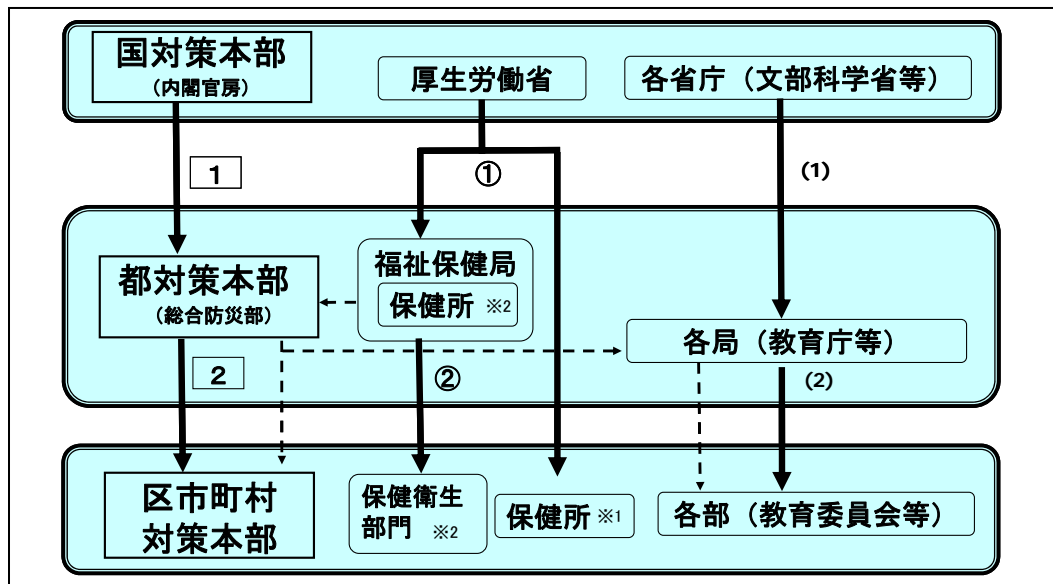 国対策本部
（内閣官房）
厚生労働省
各省庁（文部科学省等）
1
①
(1)
都対策本部
（総合防災部）
福祉保健局
保健所 ※2
各局（教育庁等）
2
②
(2)
区市町村
対策本部
保健衛生
部門 ※2
保健所 ※1
各部（教育委員会等）